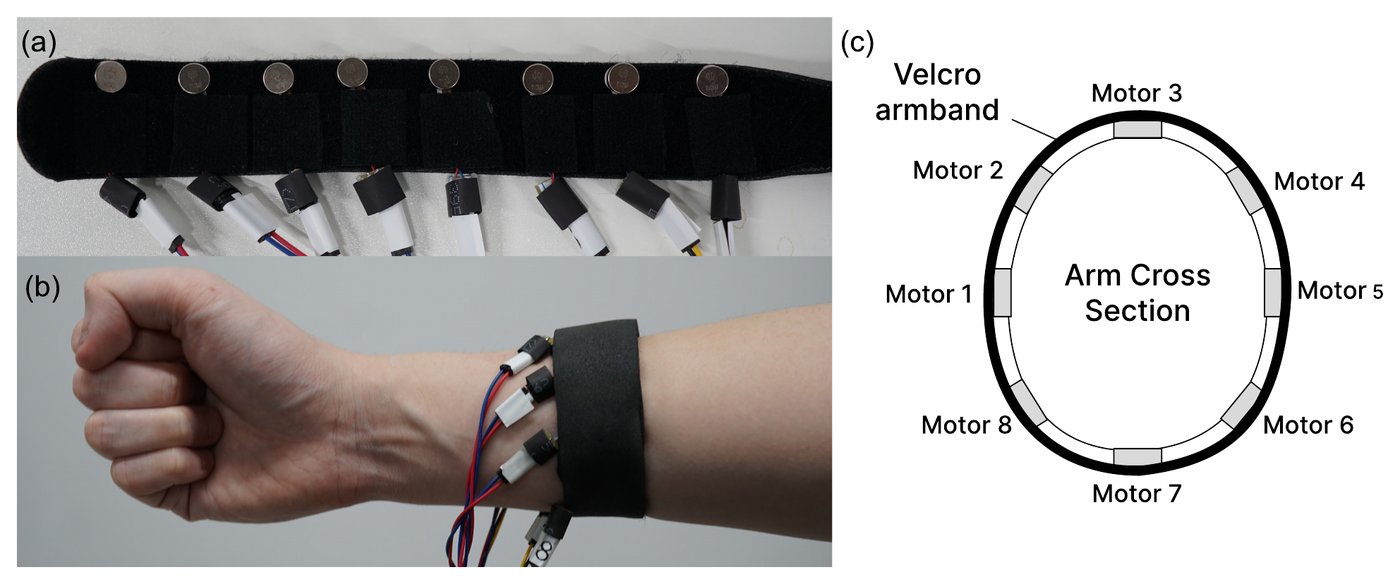 (a)
(b)
8
(c)
Velcro
armband
Motor 3
Motor 2
Motor 4
Arm Cross
Section
Motor 1
Motor 5
Motor 8
Motor 6
Motor 7